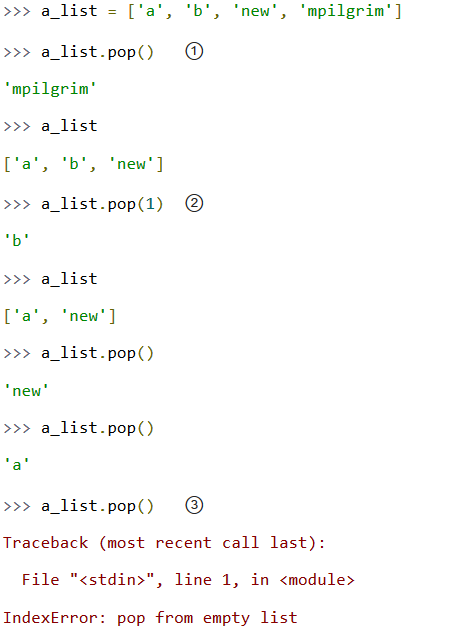 >>> a_list = ['a', 'b', 'new', 'mpilgrim']
>>> a_list.pop() ①
'mpilgrim'
>>> a_list
['a', 'b', 'new']
>>> a_list.pop(1) ②
'b'
>>> a_list
['a', 'new']
>>> a_list.pop()
'new'
>>> a_list.pop()
'a'
>>> a_list.pop() ③
Traceback (most recent call last):
  File "<stdin>", line 1, in <module>
IndexError: pop from empty list